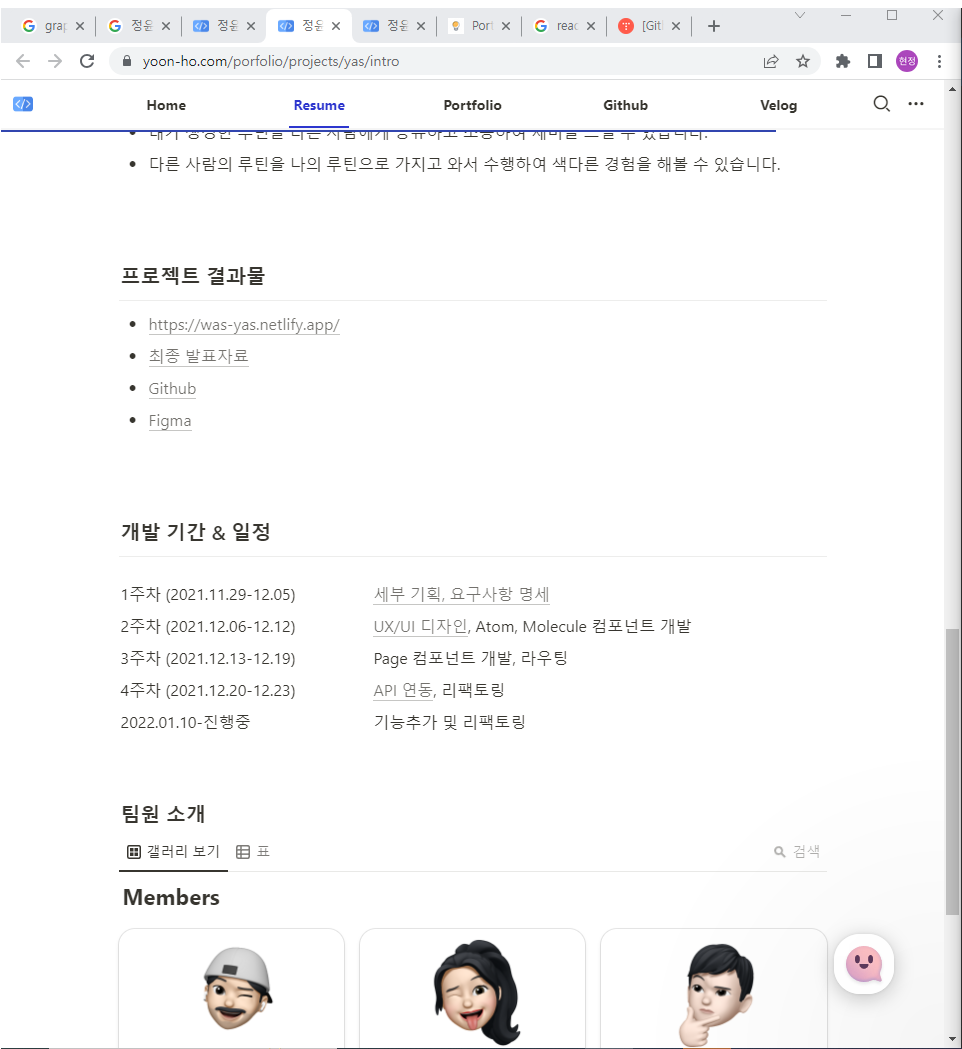 정윤
정윤
정윤
정윤
Port
reac
[Gitl
yoon-ho.com/porfolio/projects/yas/intro
현정
Home Resume Portfolio Github Velog
다른 사람의 루틴을 나의 루틴으로 가지고 와서 수행하여 색다른 경험을 해볼 수 있습니다.
프로젝트 결과물
https://was-yas.netlify.app/
최종 발표자료
Github
Figma
개발 기간 & 일정
1주차 (2021.11.29-12.05) 세부 기획, 요구사항 명세
2주차 (2021.12.06-12.12) UX/UI 디자인, Atom, Molecule 컴포넌트 개발
3주차 (2021.12.13-12.19) Page 컴포넌트 개발, 라우팅
4주차 (2021.12.20-12.23) API 연동, 리팩토링
2022.01.10-진행중 기능추가 및 리팩토링
팀원 소개
갤러리 보기 표 검색
Members